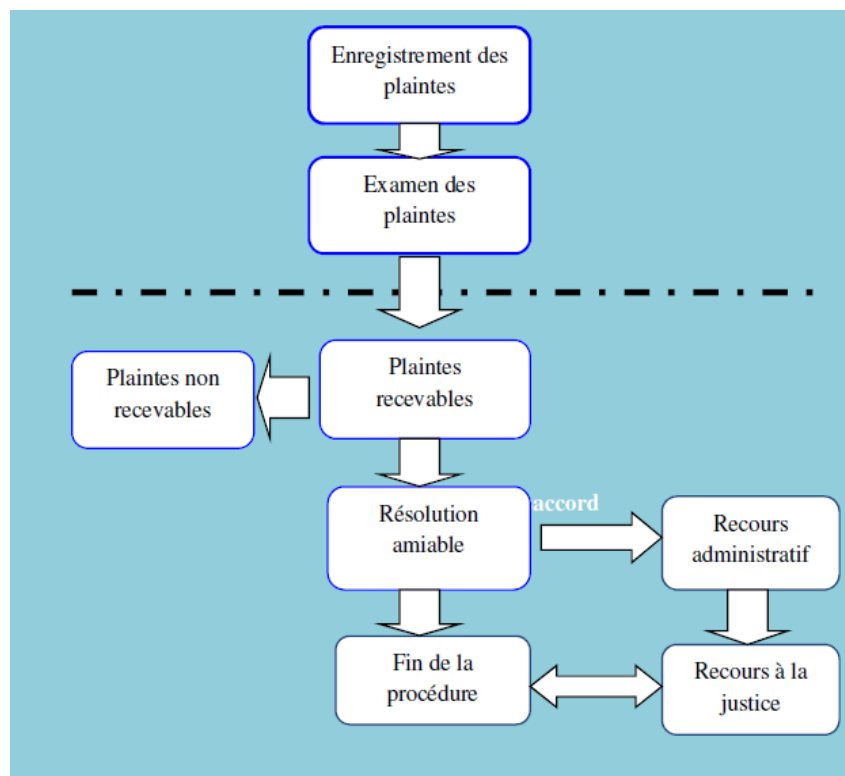 Enregistrement des
plaintes
Examen des
plaintes
Plaintes non
recevables
Plaintes
recevables
Résolution
amiable
accord
Recours
administratif
Fin de la
procédure
Recours à la
justice